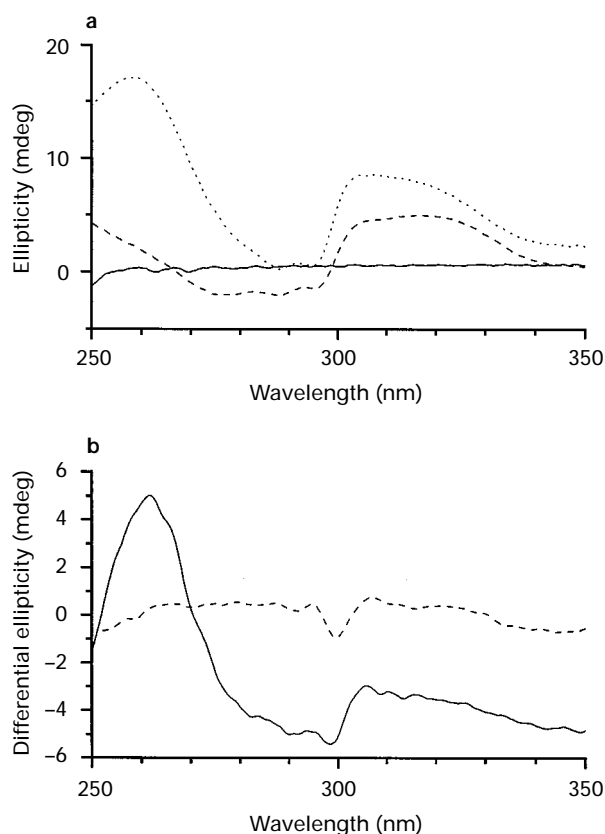 a
20
10
0
Ellipticity (mdeg)
250
300
350
Wavelength (nm)
b
6
4
2
0
−2
−4
−6
Differential ellipticity (mdeg)
250
300
350
Wavelength (nm)